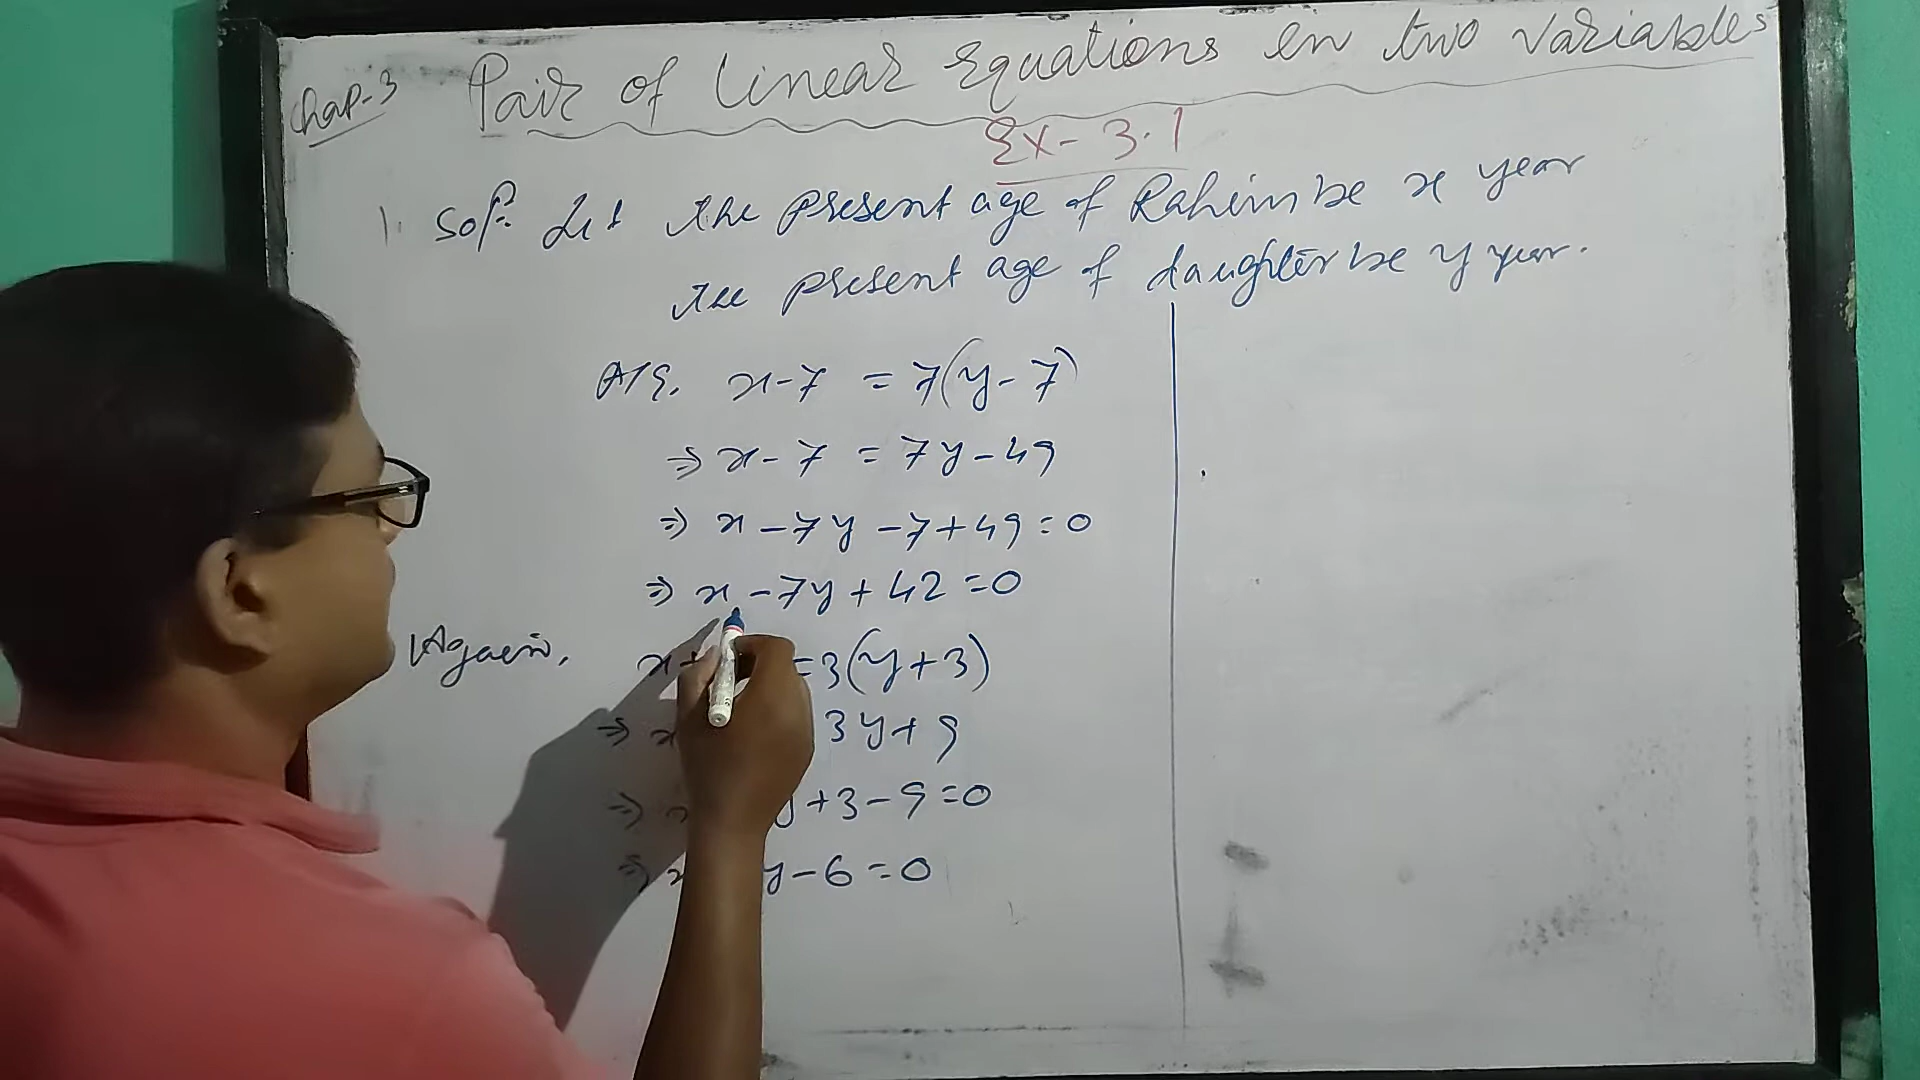 Chap-3 Pair of Linear Equations in two variables
Ex-3.1
1. Sol? Let the present age of Rahim be x year
the present age of daughter be y year.
A/Q, x-7 = 7(y-7)
⇒ x-7 = 7y-49
⇒ x-7y-7+49=0
⇒ x-7y+42=0
Again, x+ =3(y+3)
⇒ x 3y+9
⇒ y+3-9=0
⇒ y-6=0